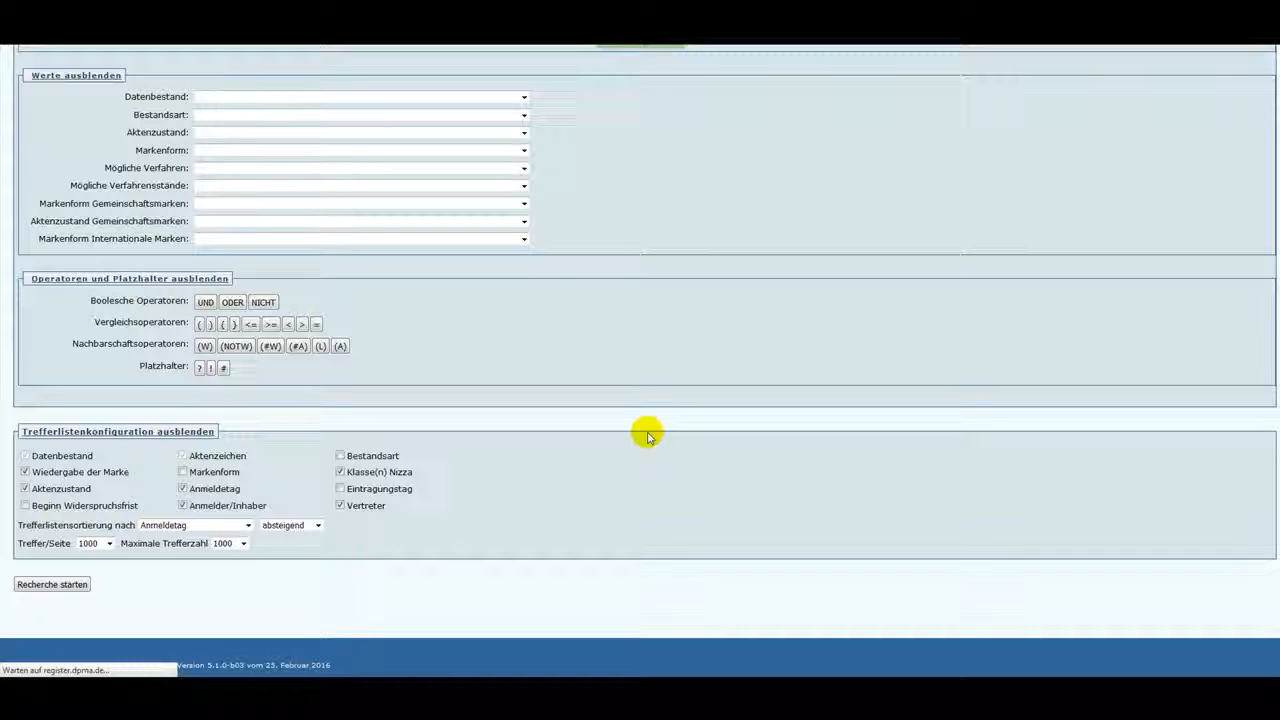 Werte ausblenden
Datenbestand:
Bestandsart:
Aktenzustand:
Markenform:
Mögliche Verfahren:
Mögliche Verfahrensstände:
Markenform Gemeinschaftsmarken:
Aktenzustand Gemeinschaftsmarken:
Markenform Internationale Marken:
Operatoren und Platzhalter ausblenden
Boolesche Operatoren: UND ODER NICHT
Vergleichsoperatoren: ( ) { } <= >= < > =
Nachbarschaftsoperatoren: (W) (NOTW) (#W) (#A) (L) (A)
Platzhalter: ? ! #
Trefferlistenkonfiguration ausblenden
Datenbestand Aktenzeichen Bestandsart
Wiedergabe der Marke Markenform Klasse(n) Nizza
Aktenzustand Anmeldetag Eintragungstag
Beginn Widerspruchsfrist Anmelder/Inhaber Vertreter
Trefferlistensortierung nach Anmeldetag absteigend
Treffer/Seite 1000 Maximale Trefferzahl 1000
Recherche starten
Warten auf register.dpma.de... Version 5.1.0-b03 vom 25. Februar 2016